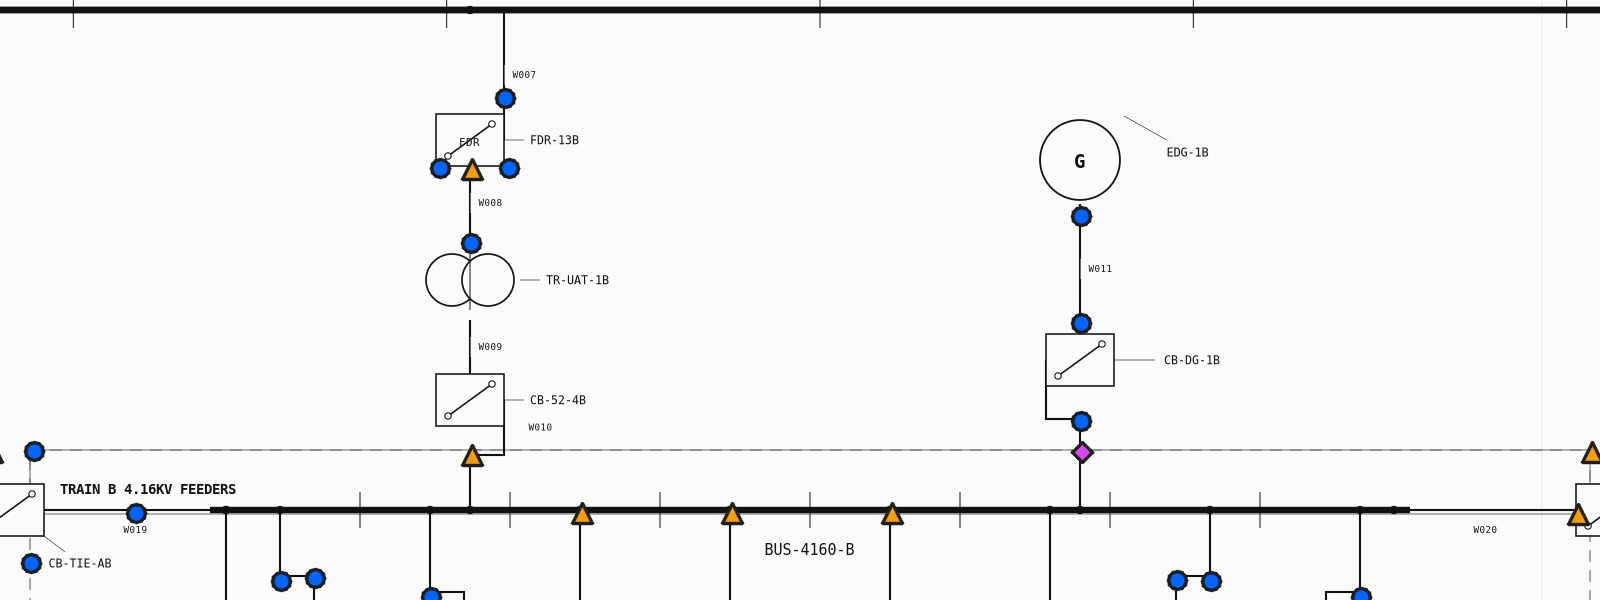 W007
FDR
FDR-13B
G
EDG-1B
W008
W011
TR-UAT-1B
W009
CB-DG-1B
CB-52-4B
W010
TRAIN B 4.16KV FEEDERS
W019
W020
BUS-4160-B
CB-TIE-AB